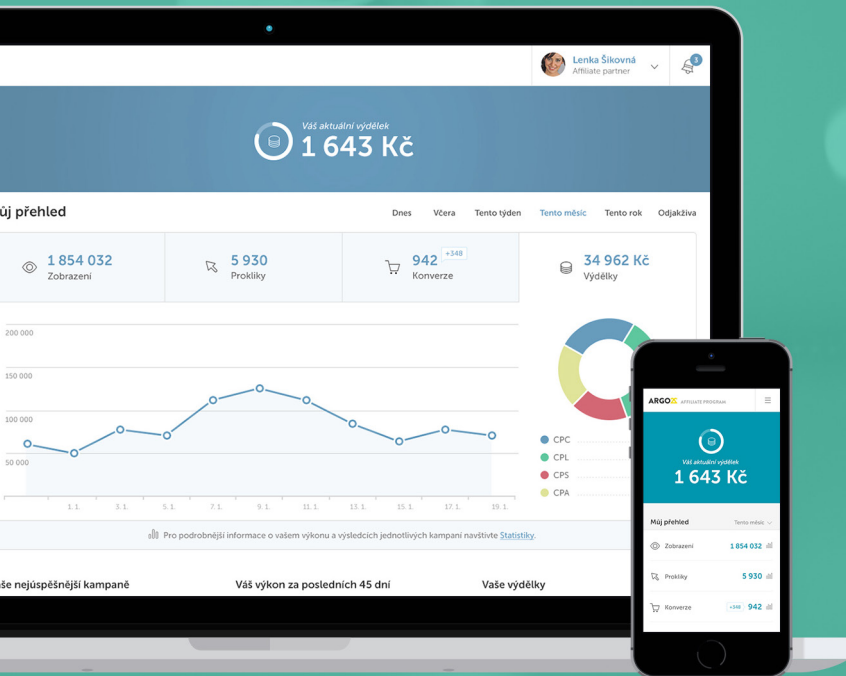 Lenka Šikovná
Affiliate partner
3
Váš aktuální výdělek
1 643 Kč
ůj přehled
Dnes
Včera
Tento týden
Tento měsíc
Tento rok
Odjakživa
1 854 032
Zobrazení
5 930
Prokliky
942
+348
Konverze
34 962 Kč
Výdělky
200 000
150 000
100 000
50 000
1. 1.
3. 1.
5. 1.
7. 1.
9. 1.
11. 1.
13. 1.
15. 1.
17. 1.
19. 1.
CPC
CPL
CPS
CPA
Pro podrobnější informace o vašem výkonu a výsledcích jednotlivých kampaní navštivte Statistiky.
aše nejúspěšnější kampaně
Váš výkon za posledních 45 dní
Vaše výdělky
ARGO AFFILIATE PROGRAM
Váš aktuální výdělek
1 643 Kč
Můj přehled
Tento měsíc
Zobrazení
1 854 032
Prokliky
5 930
Konverze
+348
942